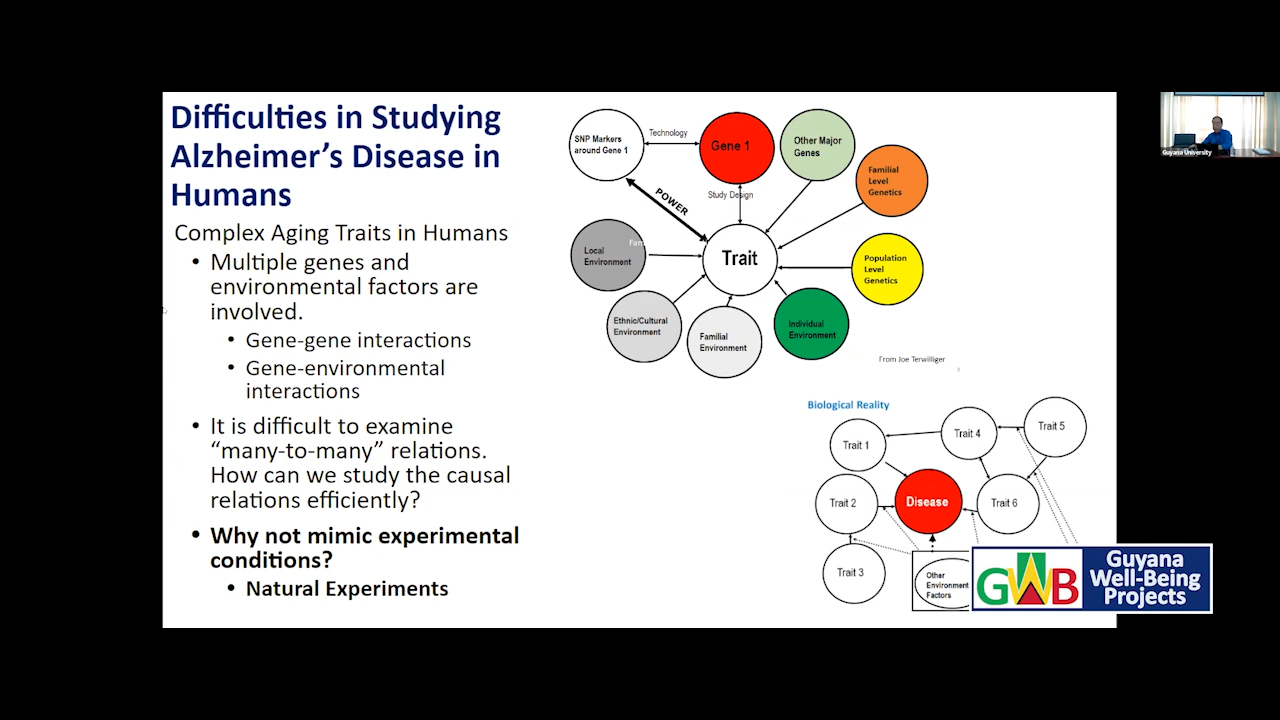 Difficulties in Studying
Alzheimer's Disease in
Humans
Complex Aging Traits in Humans
• Multiple genes and
environmental factors are
involved.
• Gene-gene interactions
• Gene-environmental
interactions
• It is difficult to examine
"many-to-many" relations.
How can we study the causal
relations efficiently?
• Why not mimic experimental
conditions?
• Natural Experiments
SNP Markers
around Gene 1
Technology
Gene 1
Other Major
Genes
Familial
Level
Genetics
Study Design
POWER
Local
Environment
Trait
Population
Level
Genetics
Ethnic/Cultural
Environment
Familial
Environment
Individual
Environment
From Joe Terwilliger
Biological Reality
Trait 1
Trait 4
Trait 5
Trait 2
Disease
Trait 6
Trait 3
Other
Environment
Factors
GWB
Guyana
Well-Being
Projects
Guyana University